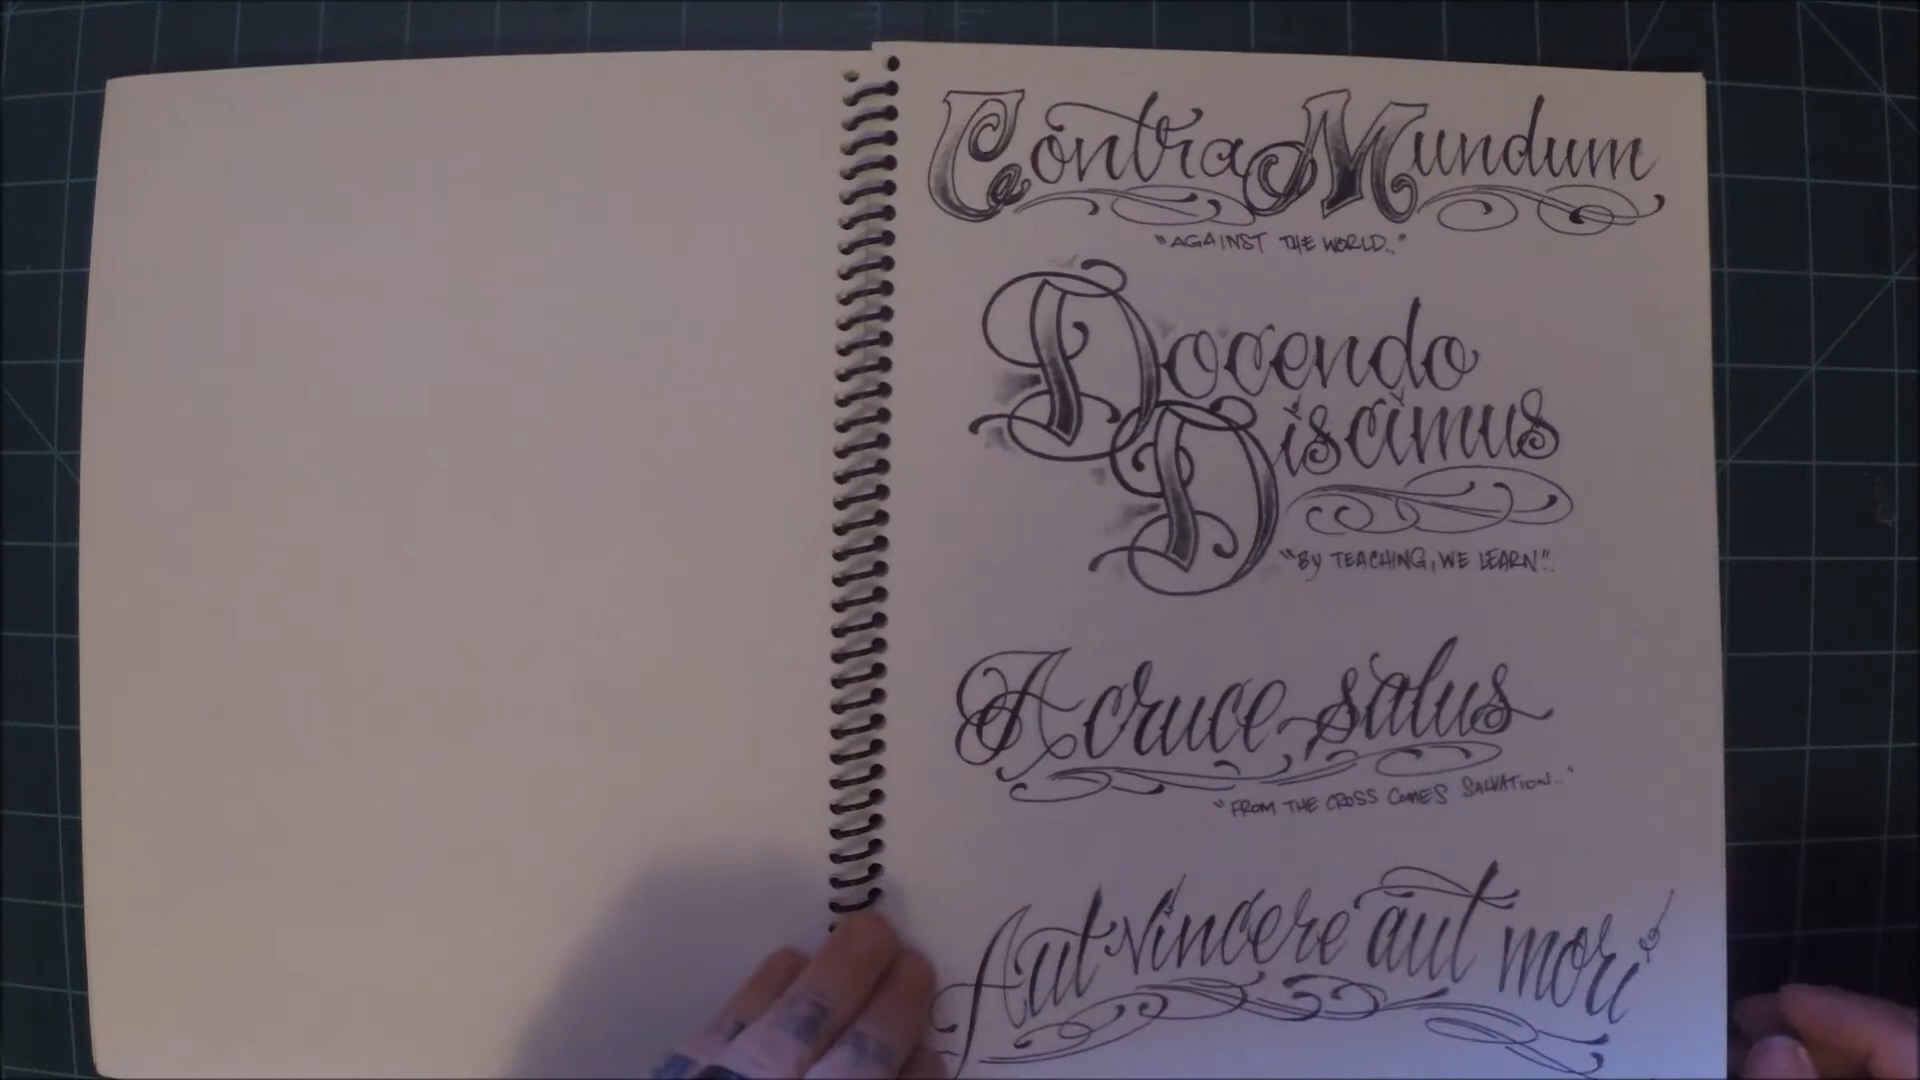 Contra Mundum
"AGAINST THE WORLD.."
Docendo
Discimus
"By TEACHING, WE LEARN"..
A cruce salus
"FROM THE CROSS COMES SALVATION..."
Aut vincere aut mori